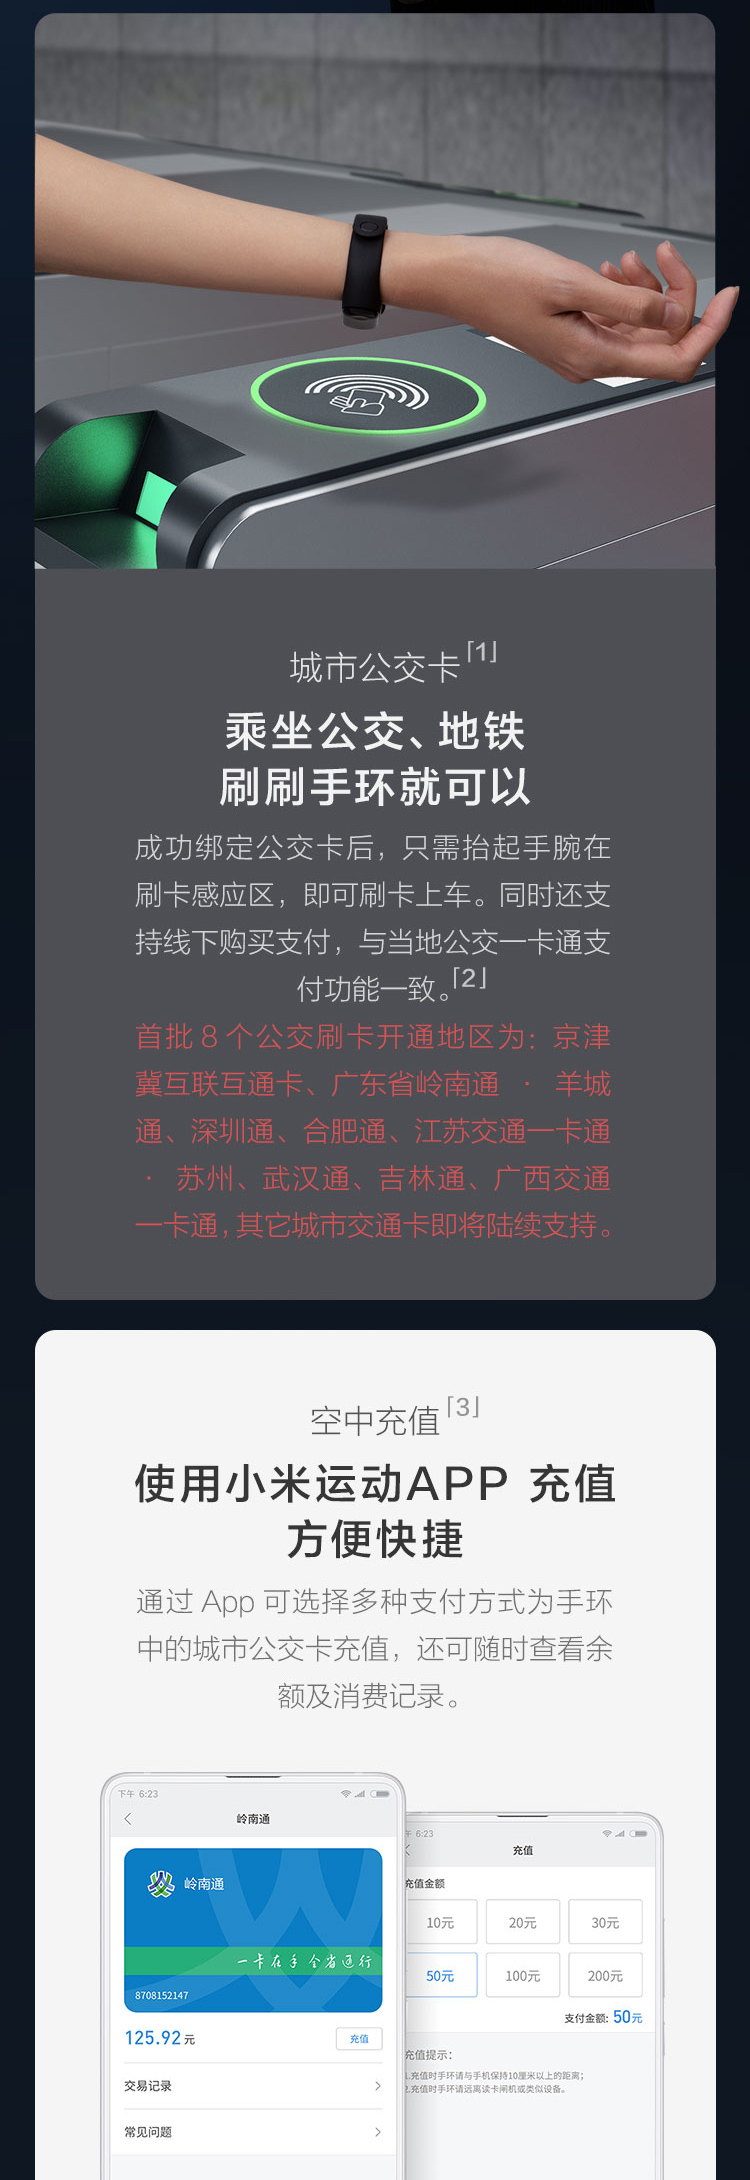 城市公交卡「1」
乘坐公交、地铁
刷刷手环就可以
成功绑定公交卡后，只需抬起手腕在
刷卡感应区，即可刷卡上车。同时还支
持线下购买支付，与当地公交一卡通支
付功能一致。「2」
首批8个公交刷卡开通地区为：京津
冀互联互通卡、广东省岭南通 · 羊城
通、深圳通、合肥通、江苏交通一卡通
· 苏州、武汉通、吉林通、广西交通
一卡通，其它城市交通卡即将陆续支持。
空中充值「3」
使用小米运动APP 充值
方便快捷
通过 App 可选择多种支付方式为手环
中的城市公交卡充值，还可随时查看余
额及消费记录。
下午 6:23
岭南通
岭南通
一卡在手 全省通行
8708152147
125.92元
充值
交易记录
常见问题
午 6:23
充值
充值金额
10元 20元 30元
50元 100元 200元
支付金额: 50元
充值提示：
1.充值时手环请与手机保持10厘米以上的距离；
2.充值时手环请远离读卡闸机或类似设备。